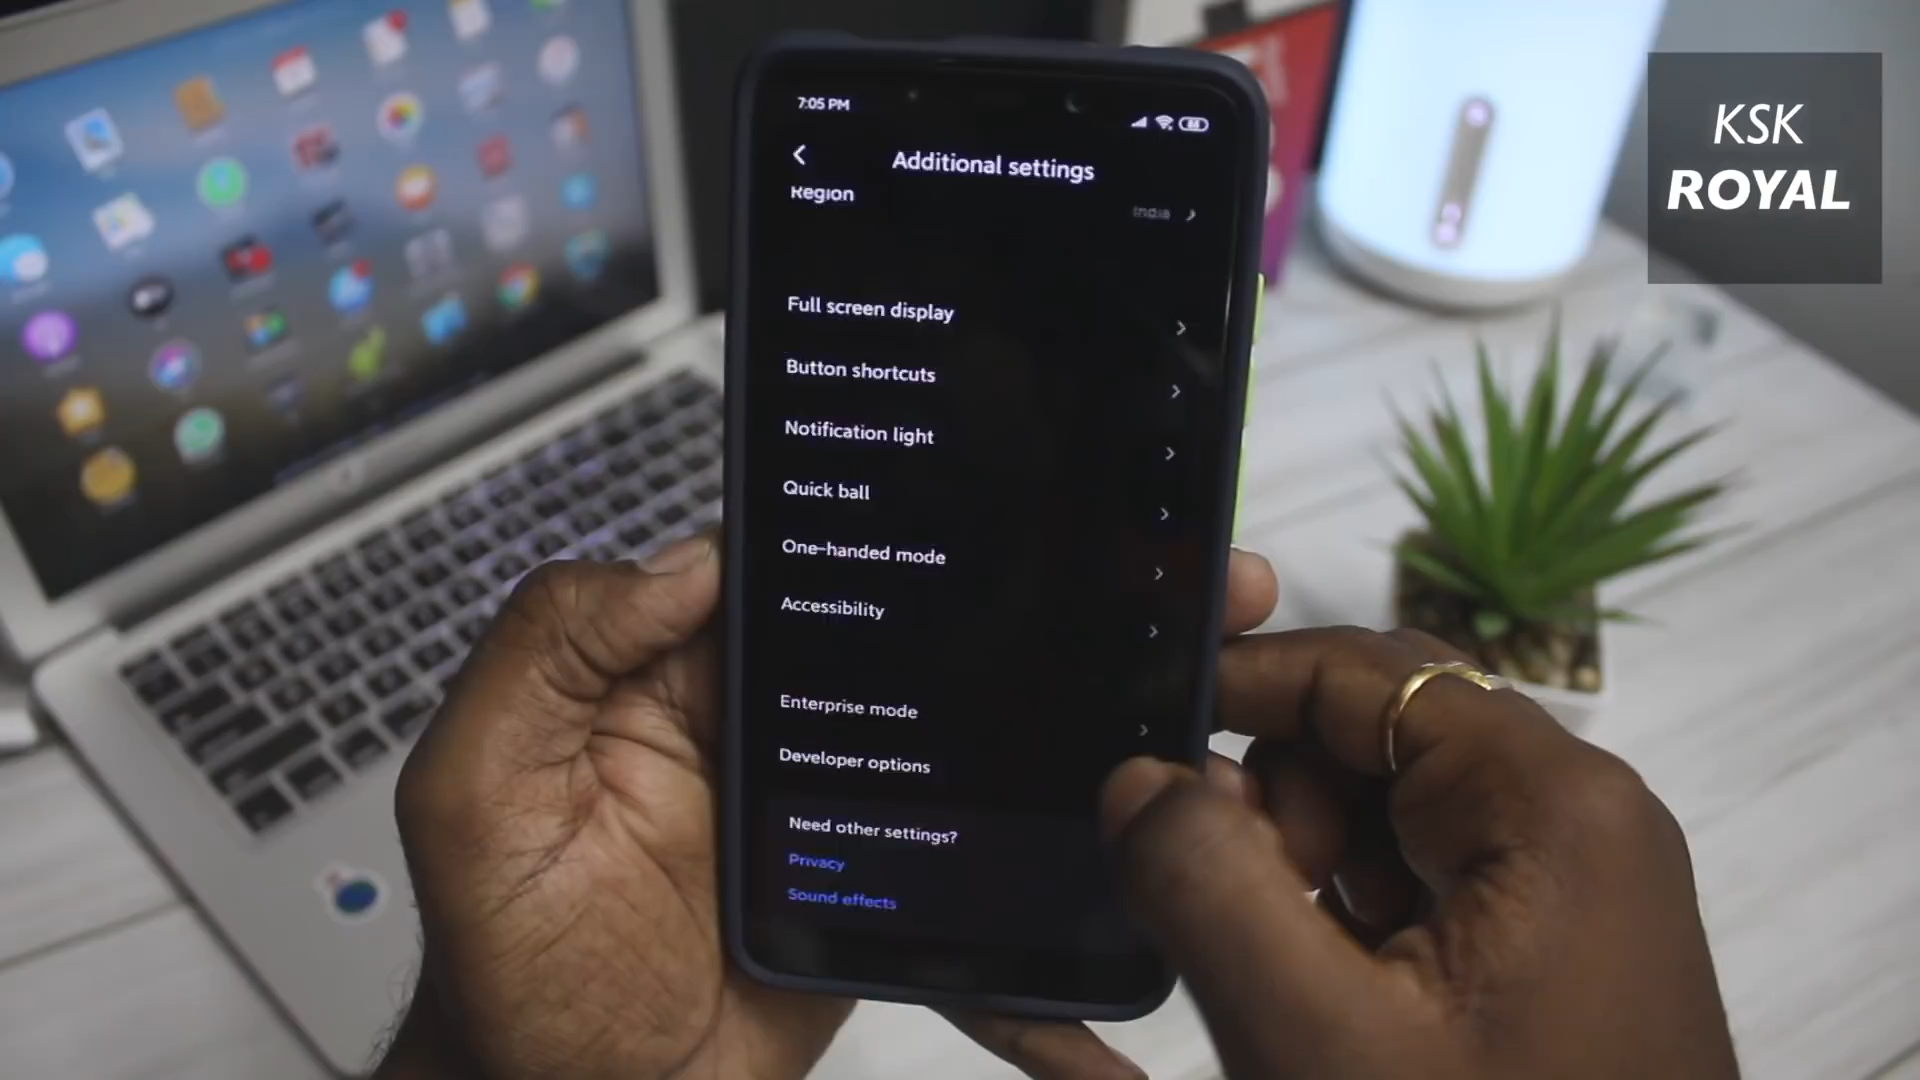 KSK
ROYAL
7:05 PM
Additional settings
Region
India
Full screen display
Button shortcuts
Notification light
Quick ball
One-handed mode
Accessibility
Enterprise mode
Developer options
Need other settings?
Privacy
Sound effects